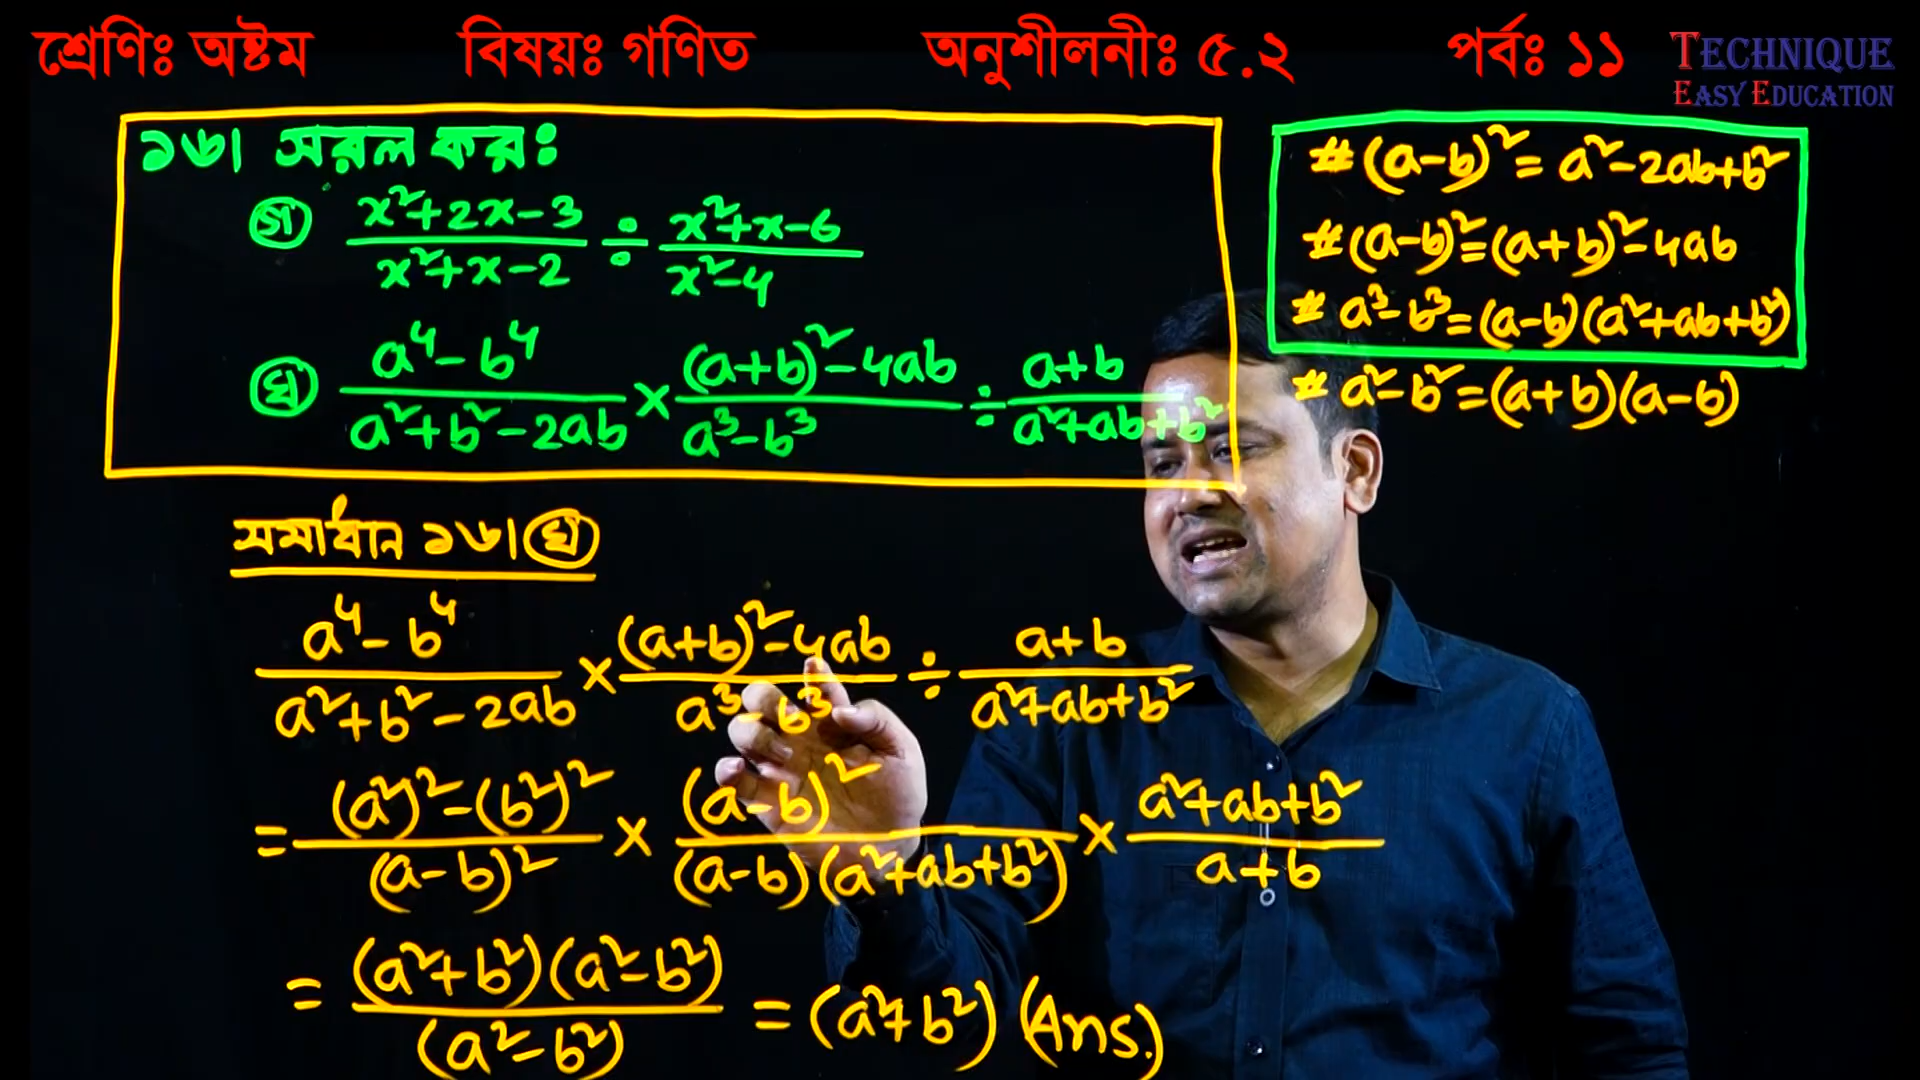 শ্রেণিঃ অষ্টম বিষয়ঃ গণিত অনুশীলনীঃ ৫.২ পর্বঃ ১১
TECHNIQUE
EASY EDUCATION
১৬। সরল করঃ
(গ) (x²+2x-3)/(x²+x-2) ÷ (x²+x-6)/(x²-4)
(ঘ) (a⁴-b⁴)/(a²+b²-2ab) × ((a+b)²-4ab)/(a³-b³) ÷ (a+b)/(a²+ab+b²)
# (a-b)² = a²-2ab+b²
# (a-b)² = (a+b)²-4ab
# a³-b³ = (a-b)(a²+ab+b²)
# a²-b² = (a+b)(a-b)
সমাধান ১৬। (ঘ)
(a⁴-b⁴)/(a²+b²-2ab) × ((a+b)²-4ab)/(a³-b³) ÷ (a+b)/(a²+ab+b²)
= ((a²)²-(b²)²)/(a-b)² × (a-b)²/((a-b)(a²+ab+b²)) × (a²+ab+b²)/(a+b)
= ((a²+b²)(a²-b²))/(a²-b²) = (a²+b²) (Ans.)